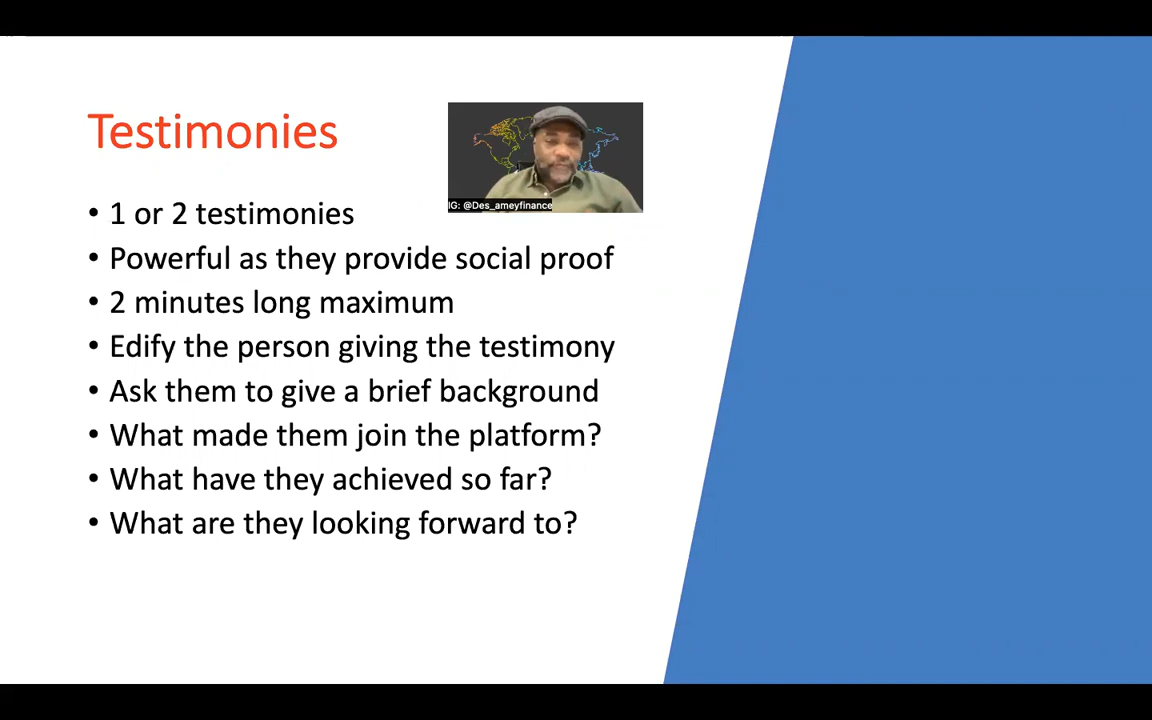 Testimonies
IG: @Des_ameyfinance
• 1 or 2 testimonies
• Powerful as they provide social proof
• 2 minutes long maximum
• Edify the person giving the testimony
• Ask them to give a brief background
• What made them join the platform?
• What have they achieved so far?
• What are they looking forward to?